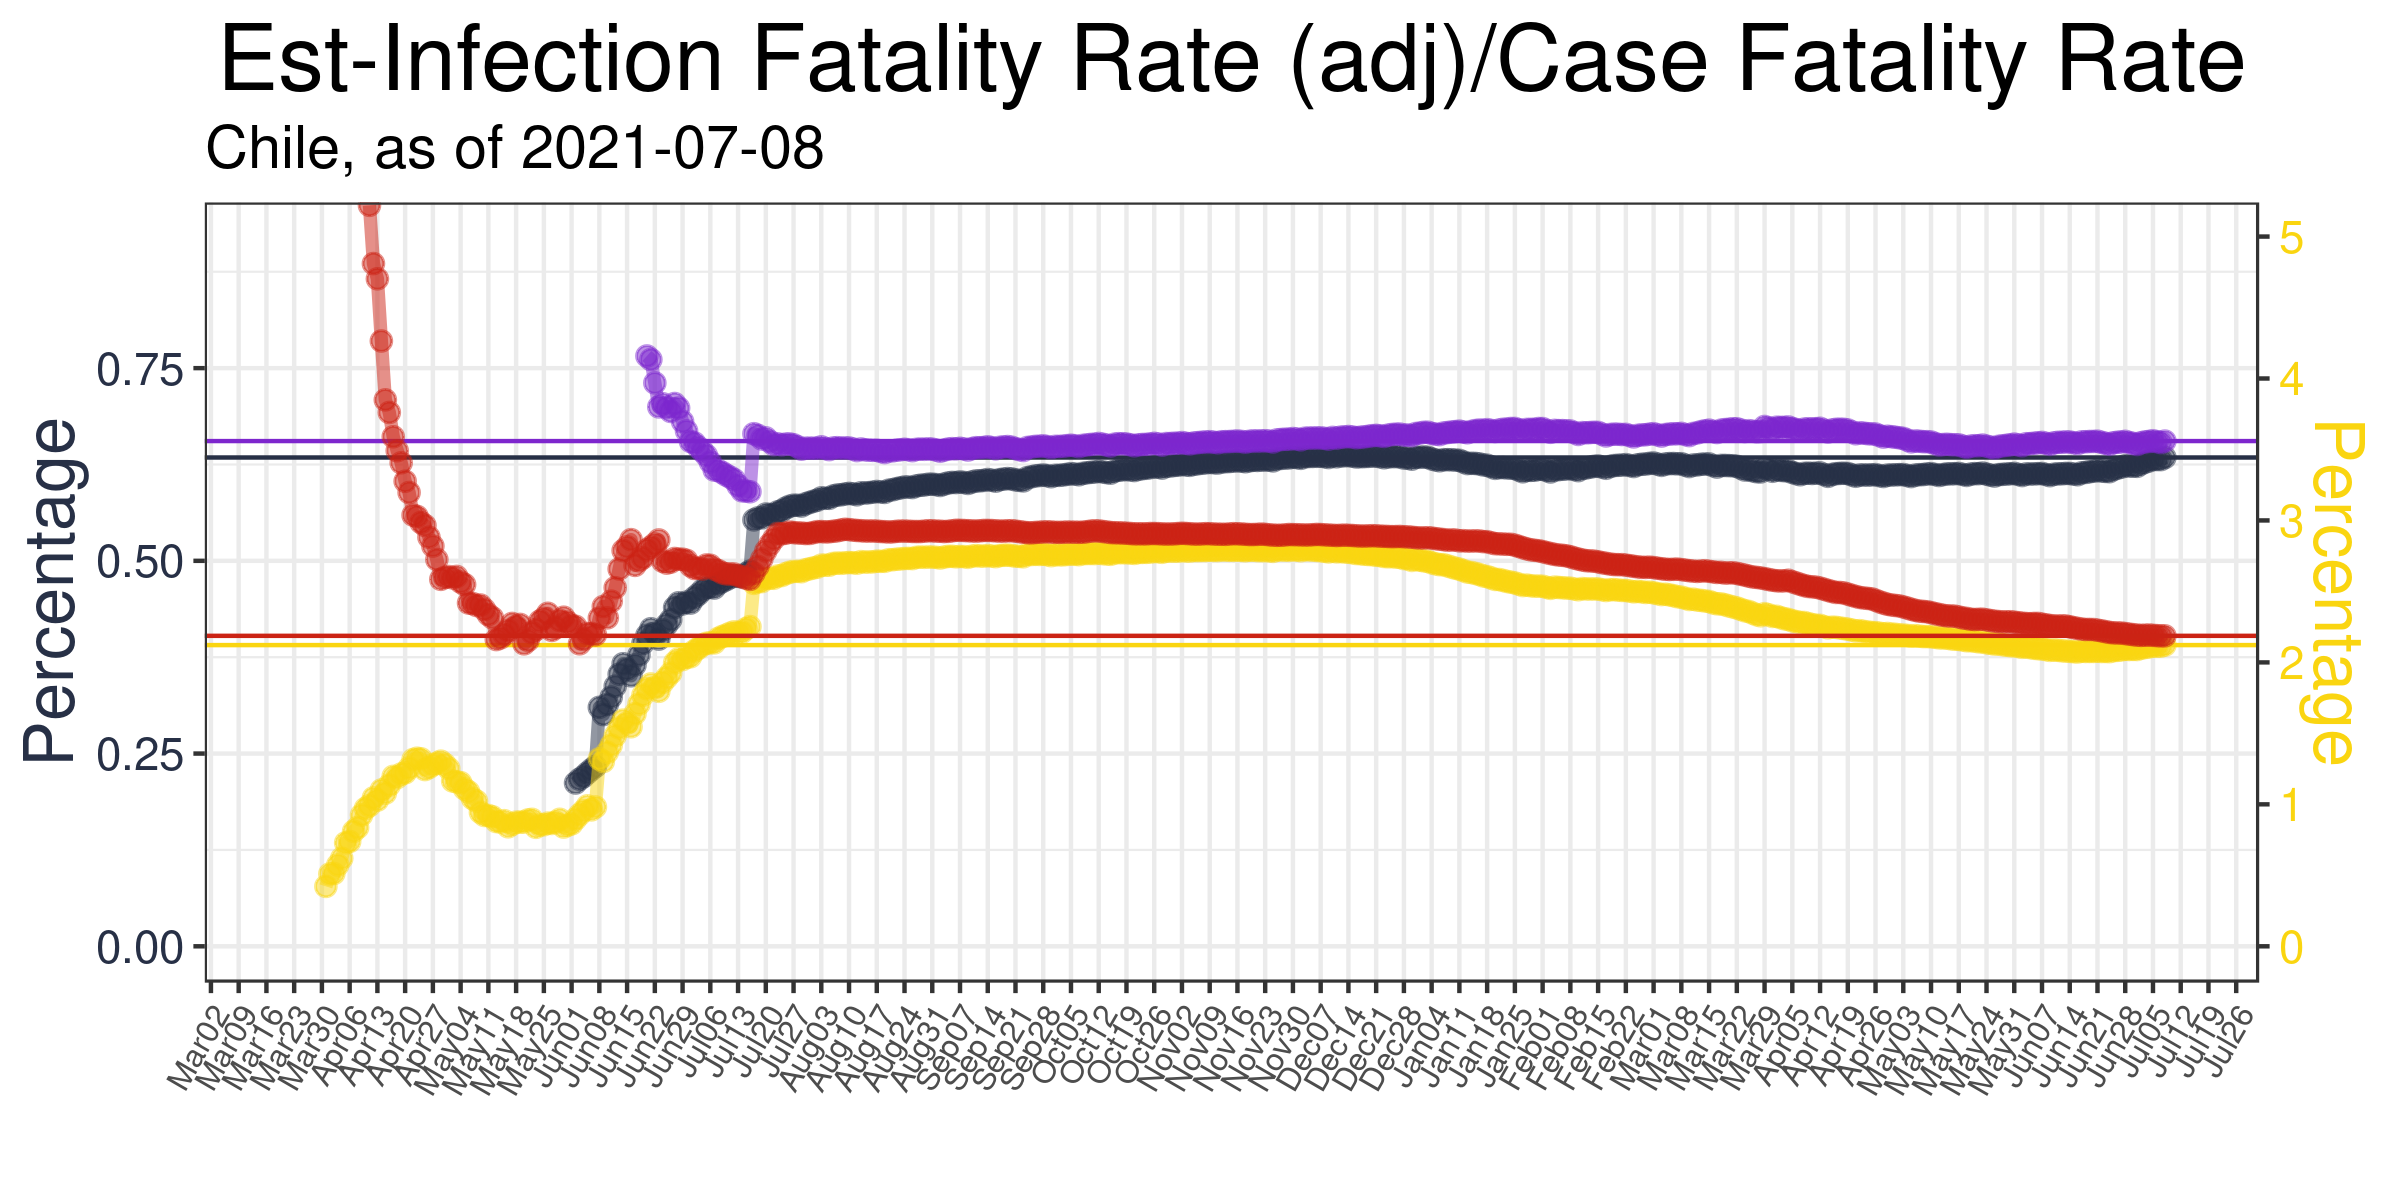 Est-Infection Fatality Rate (adj)/Case Fatality Rate
Chile, as of 2021-07-08
Percentage
0.75
0.50
0.25
0.00
5
4
3
2
1
0
Percentage
Mar02 Mar09 Mar16 Mar23 Mar30 Apr06 Apr13 Apr20 Apr27 May04 May11 May18 May25 Jun01 Jun08 Jun15 Jun22 Jun29 Jul06 Jul13 Jul20 Jul27 Aug03 Aug10 Aug17 Aug24 Aug31 Sep07 Sep14 Sep21 Sep28 Oct05 Oct12 Oct19 Oct26 Nov02 Nov09 Nov16 Nov23 Nov30 Dec07 Dec14 Dec21 Dec28 Jan04 Jan11 Jan18 Jan25 Feb01 Feb08 Feb15 Feb22 Mar01 Mar08 Mar15 Mar22 Mar29 Apr05 Apr12 Apr19 Apr26 May03 May10 May17 May24 May31 Jun07 Jun14 Jun21 Jun28 Jul05 Jul12 Jul19 Jul26